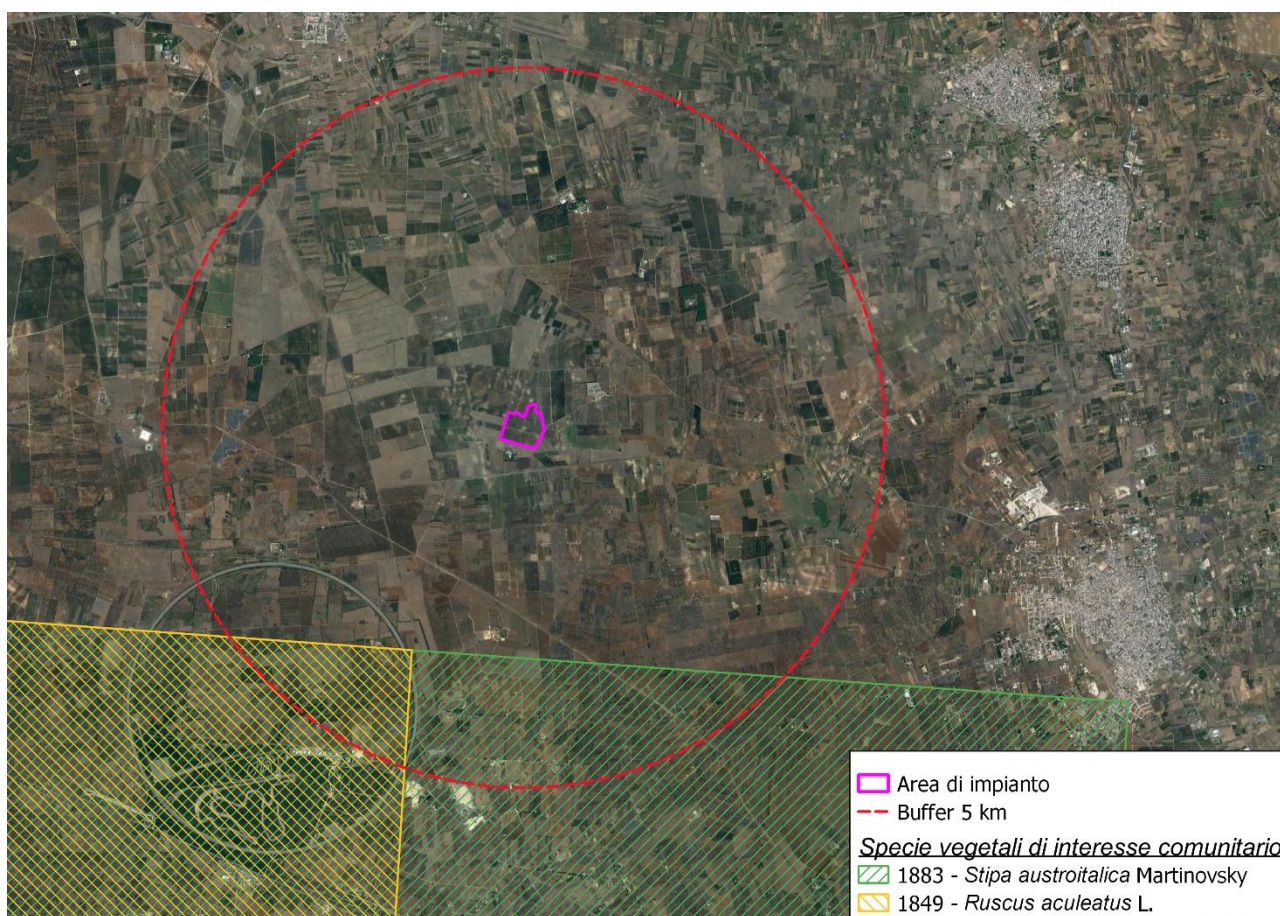 Area di impianto
Buffer 5 km
Specie vegetali di interesse comunitario
1883 - Stipa austroitalica Martinovsky
1849 - Ruscus aculeatus L.